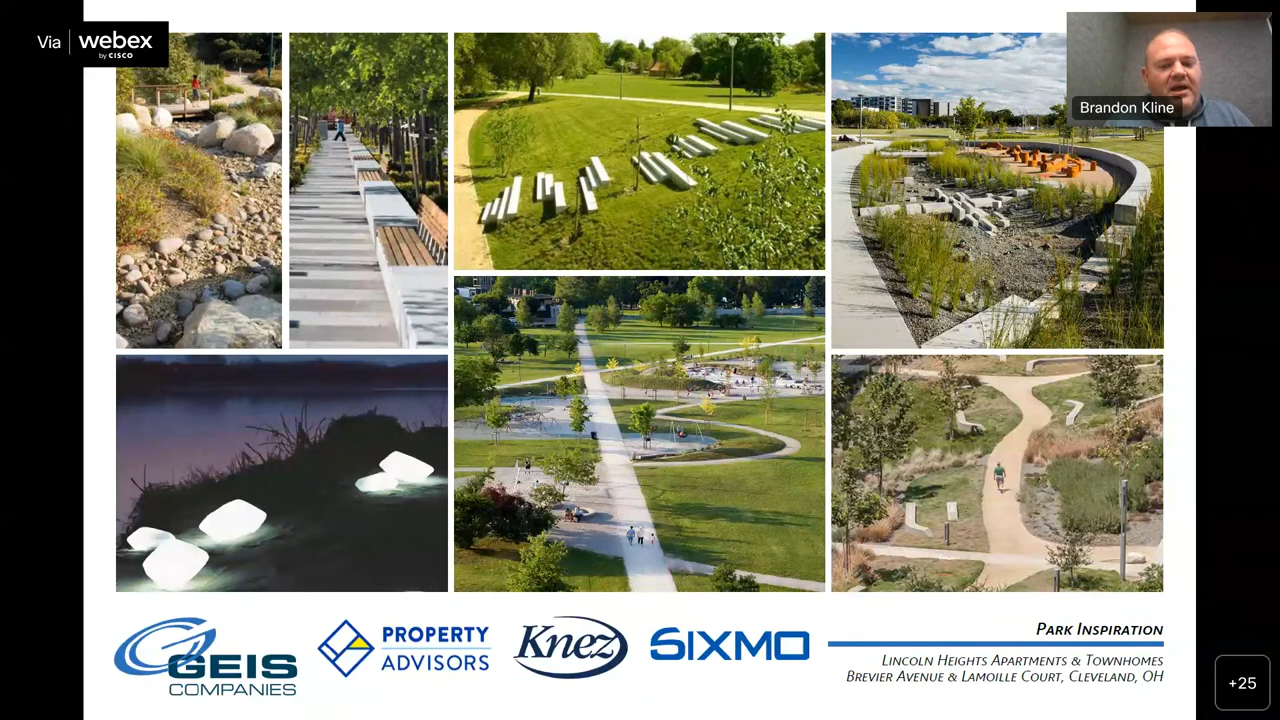 Via webex
by CISCO
Brandon Kline
GEIS
COMPANIES
PROPERTY
ADVISORS
Knez
SIXMO
PARK INSPIRATION
LINCOLN HEIGHTS APARTMENTS & TOWNHOMES
BREVIER AVENUE & LAMOILLE COURT, CLEVELAND, OH
+25